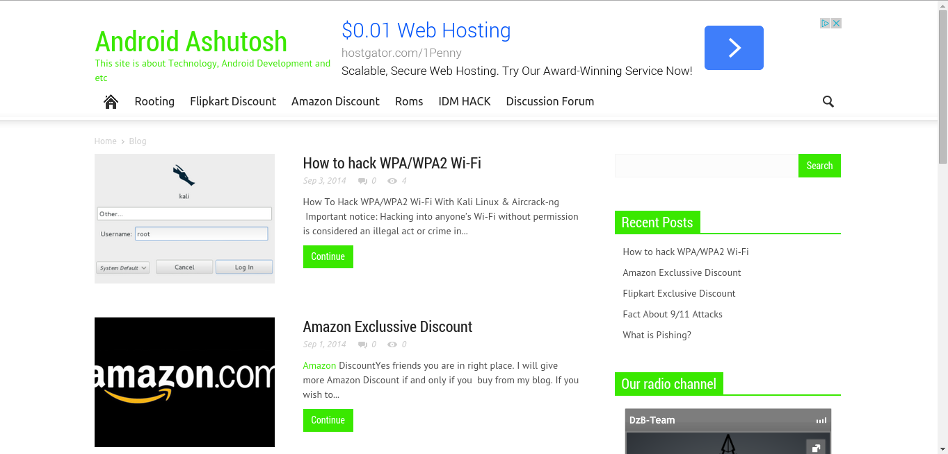 Android Ashutosh
This site is about Technology, Android Development and
etc
$0.01 Web Hosting
hostgator.com/1Penny
Scalable, Secure Web Hosting. Try Our Award-Winning Service Now!
Rooting Flipkart Discount Amazon Discount Roms IDM HACK Discussion Forum
Home > Blog
kali
Other...
Username: root
System Default
Cancel
Log In
How to hack WPA/WPA2 Wi-Fi
Sep 3, 2014 0 4
How To Hack WPA/WPA2 Wi-Fi With Kali Linux & Aircrack-ng
Important notice: Hacking into anyone's Wi-Fi without permission
is considered an illegal act or crime in...
Continue
amazon.com
Amazon Exclussive Discount
Sep 1, 2014 0 0
Amazon DiscountYes friends you are in right place. I will give
more Amazon Discount if and only if you buy from my blog. If you
wish to...
Continue
Search
Recent Posts
How to hack WPA/WPA2 Wi-Fi
Amazon Exclussive Discount
Flipkart Exclusive Discount
Fact About 9/11 Attacks
What is Pishing?
Our radio channel
DzB-Team